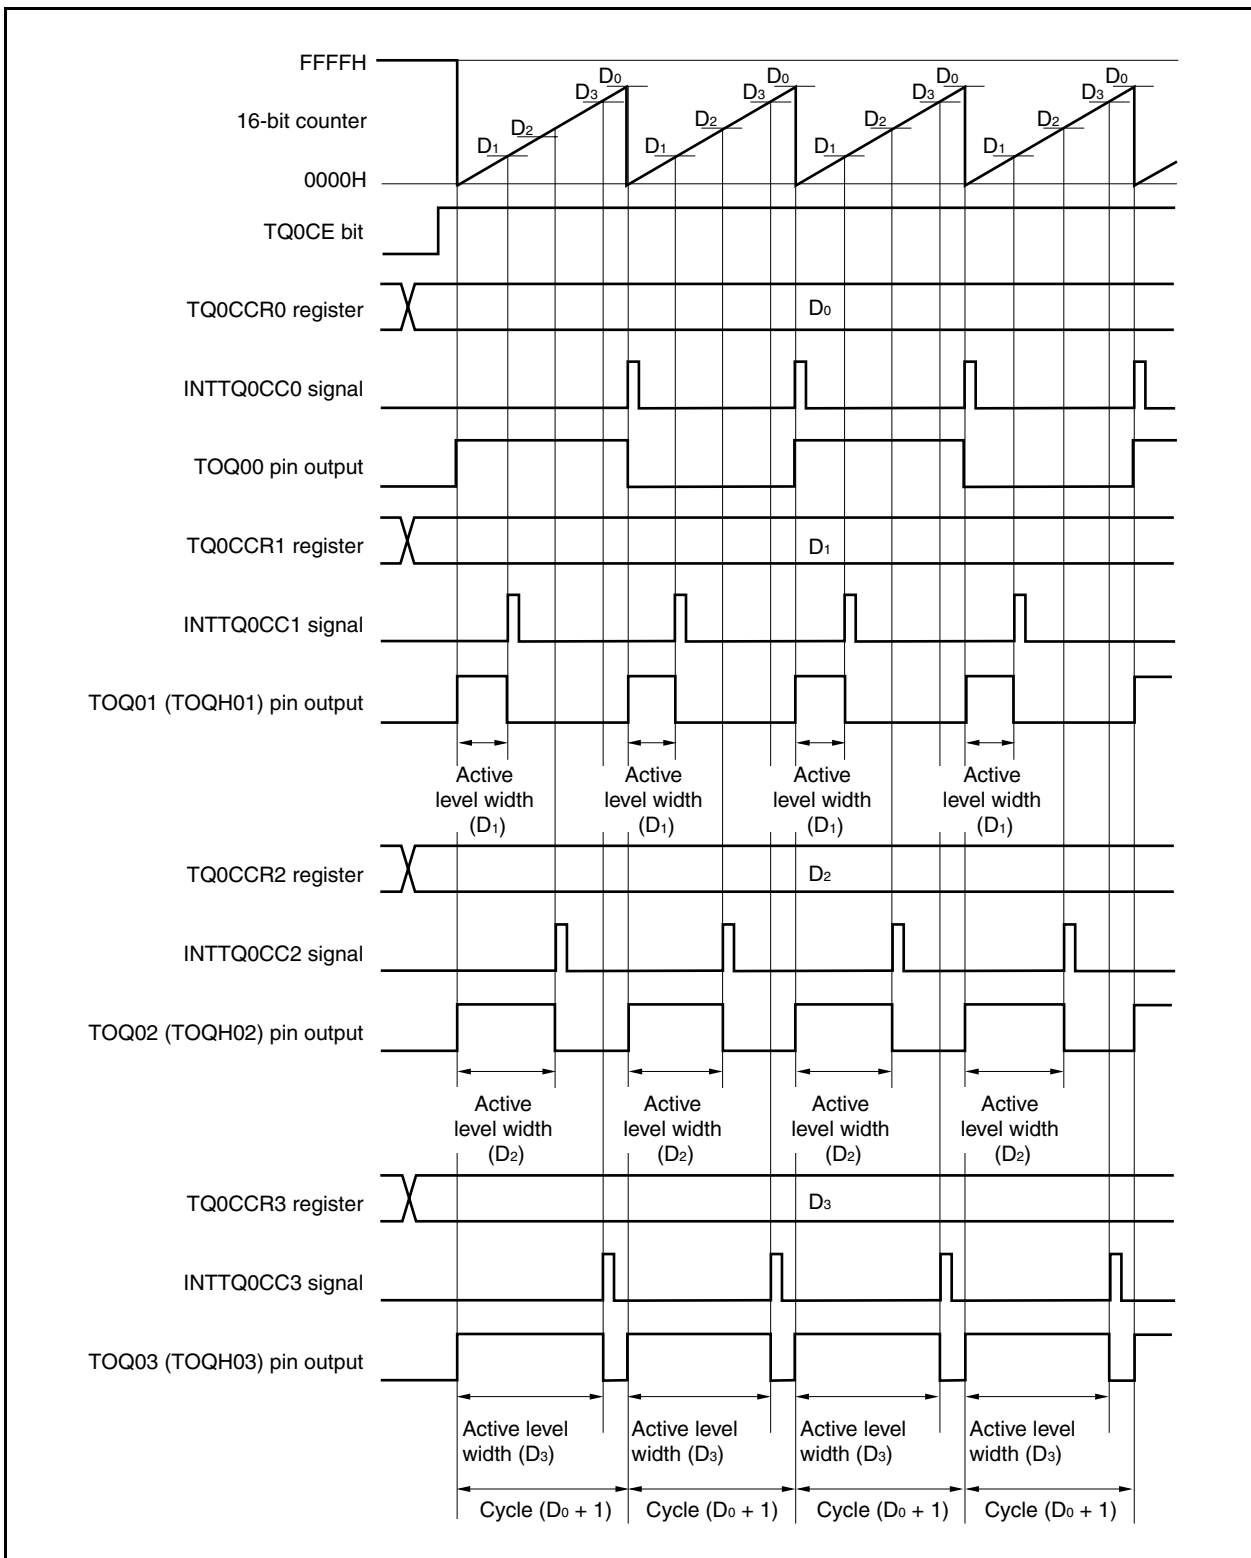 FFFFH
D0 D0 D0 D0
D3 D3 D3 D3
16-bit counter
D2 D2 D2 D2
D1 D1 D1 D1
0000H
TQ0CE bit
TQ0CCR0 register
D0
INTTQ0CC0 signal
TOQ00 pin output
TQ0CCR1 register
D1
INTTQ0CC1 signal
TOQ01 (TOQH01) pin output
Active level width (D1)
Active level width (D1)
Active level width (D1)
Active level width (D1)
TQ0CCR2 register
D2
INTTQ0CC2 signal
TOQ02 (TOQH02) pin output
Active level width (D2)
Active level width (D2)
Active level width (D2)
Active level width (D2)
TQ0CCR3 register
D3
INTTQ0CC3 signal
TOQ03 (TOQH03) pin output
Active level width (D3)
Active level width (D3)
Active level width (D3)
Active level width (D3)
Cycle (D0 + 1)
Cycle (D0 + 1)
Cycle (D0 + 1)
Cycle (D0 + 1)